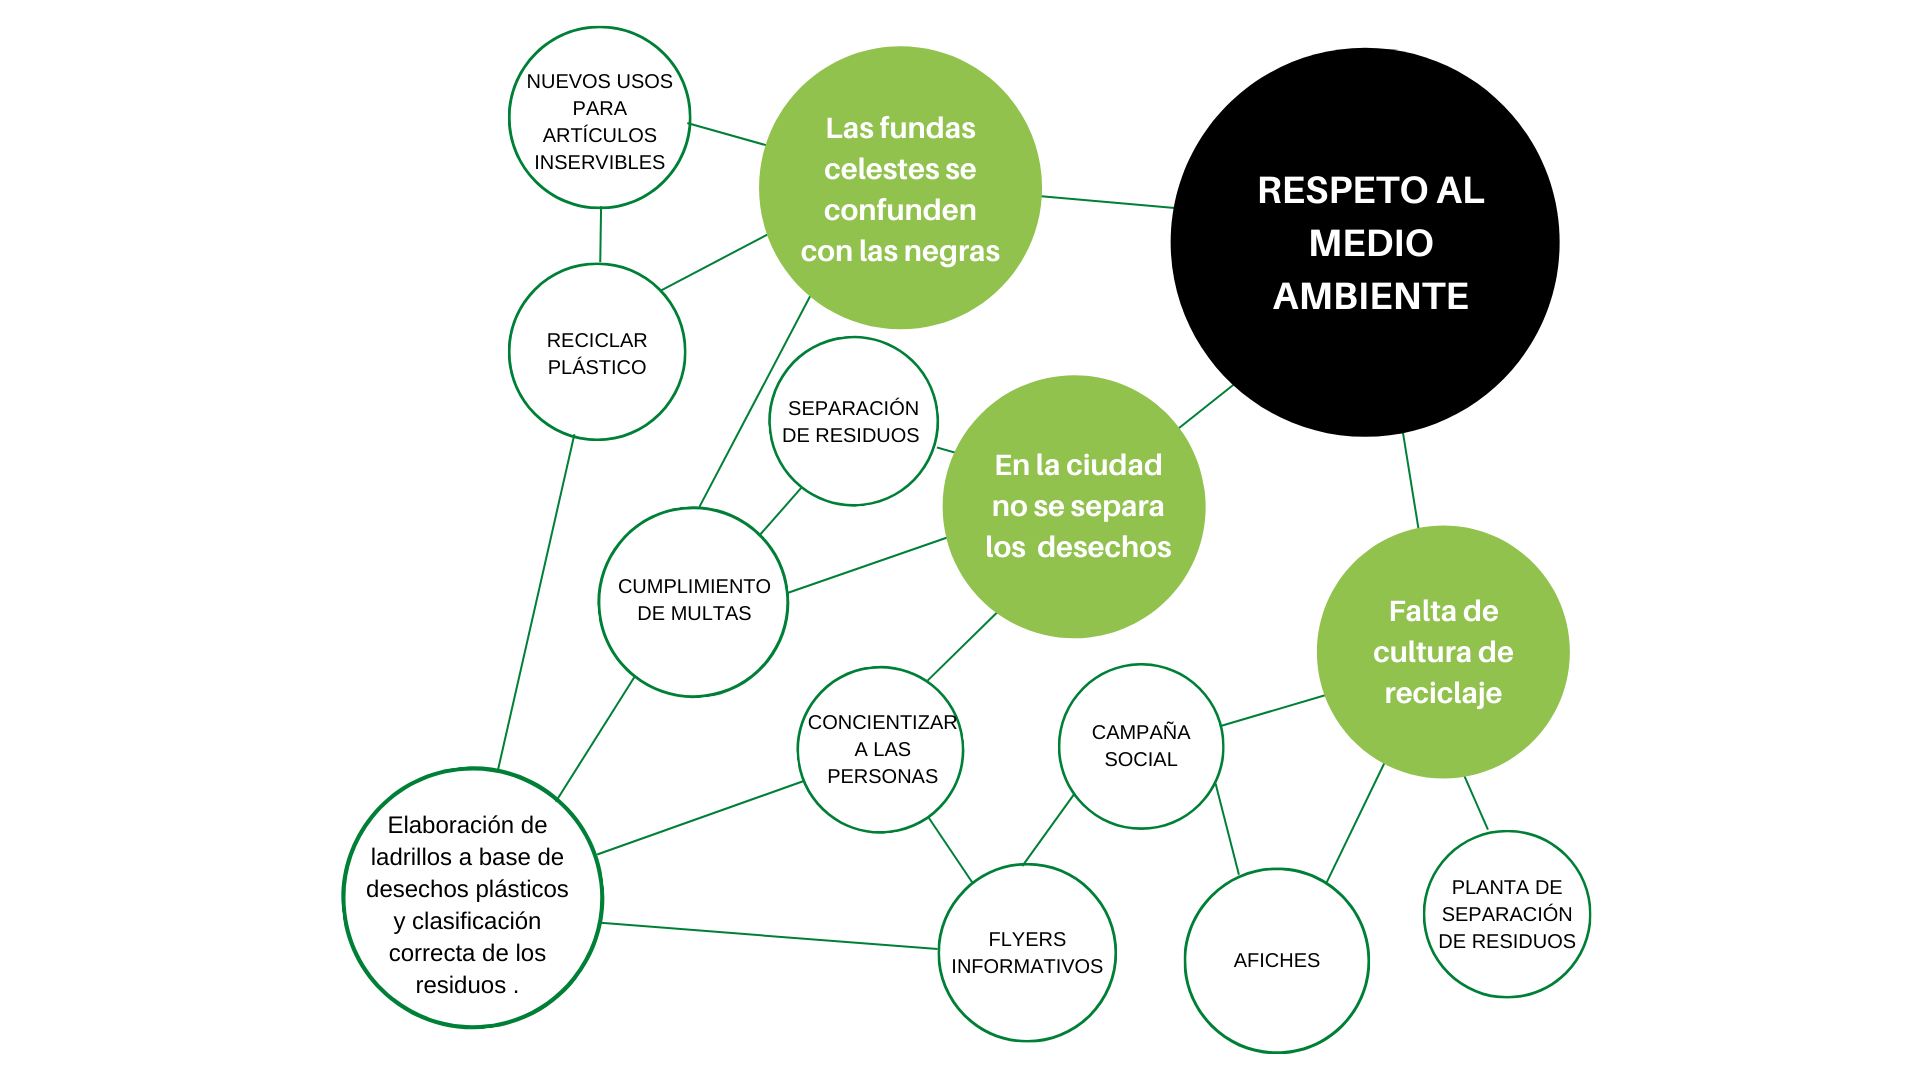 NUEVOS USOS
PARA
ARTÍCULOS
INSERVIBLES
Las fundas
celestes se
confunden
con las negras
RESPETO AL
MEDIO
AMBIENTE
RECICLAR
PLÁSTICO
SEPARACIÓN
DE RESIDUOS
En la ciudad
no se separa
los desechos
CUMPLIMIENTO
DE MULTAS
Falta de
cultura de
reciclaje
CONCIENTIZAR
A LAS
PERSONAS
CAMPAÑA
SOCIAL
Elaboración de
ladrillos a base de
desechos plásticos
y clasificación
correcta de los
residuos .
FLYERS
INFORMATIVOS
AFICHES
PLANTA DE
SEPARACIÓN
DE RESIDUOS